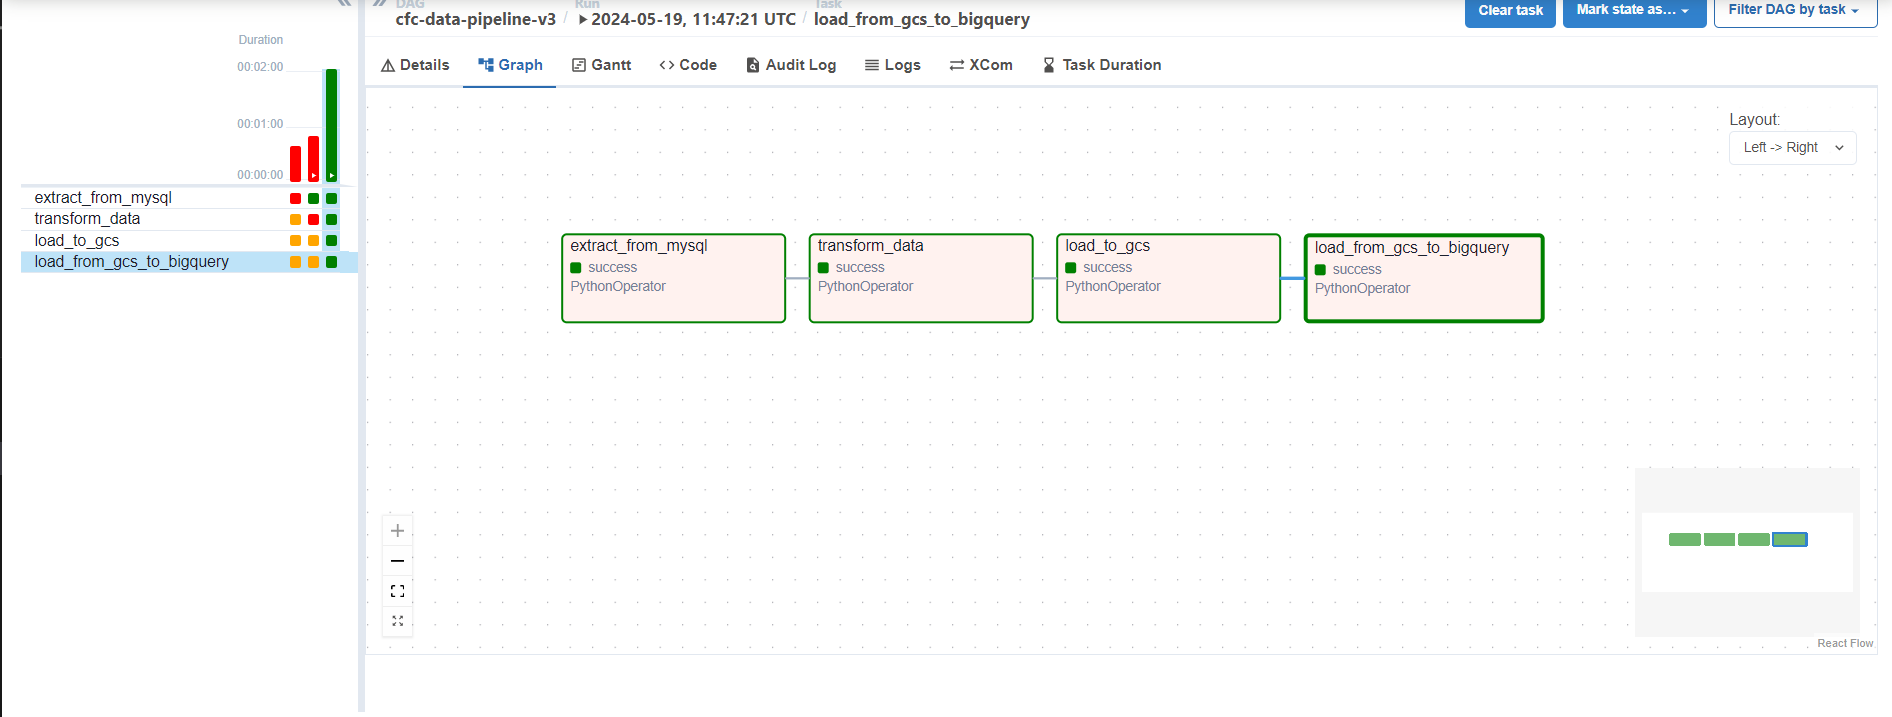 DAG
Run
Task
cfc-data-pipeline-v3 / 2024-05-19, 11:47:21 UTC / load_from_gcs_to_bigquery
Clear task
Mark state as…
Filter DAG by task
Details
Graph
Gantt
Code
Audit Log
Logs
XCom
Task Duration
Duration
00:02:00
00:01:00
00:00:00
extract_from_mysql
transform_data
load_to_gcs
load_from_gcs_to_bigquery
Layout:
Left -> Right
extract_from_mysql
success
PythonOperator
transform_data
success
PythonOperator
load_to_gcs
success
PythonOperator
load_from_gcs_to_bigquery
success
PythonOperator
React Flow